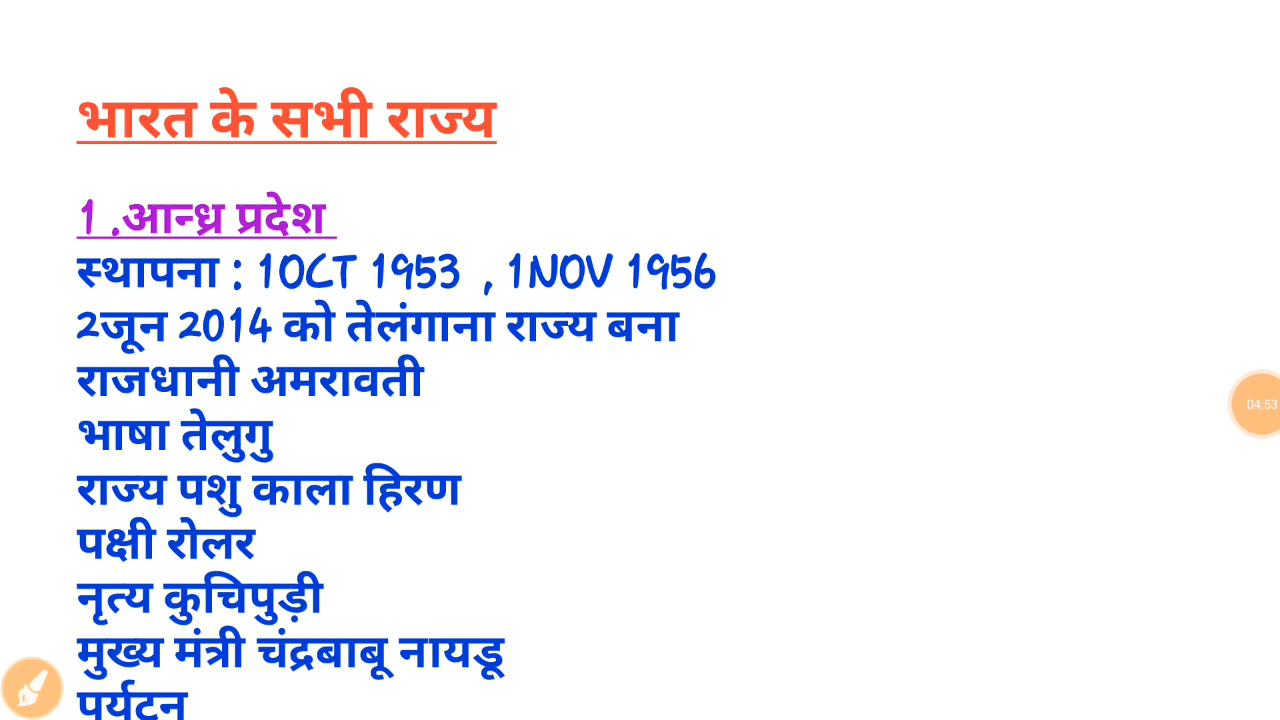 भारत के सभी राज्य
1 .आन्ध्र प्रदेश
स्थापना : 1OCT 1953 , 1NOV 1956
2जून 2014 को तेलंगाना राज्य बना
राजधानी अमरावती
भाषा तेलुगु
राज्य पशु काला हिरण
पक्षी रोलर
नृत्य कुचिपुड़ी
मुख्य मंत्री चंद्रबाबू नायडू
पर्यटन
04:53